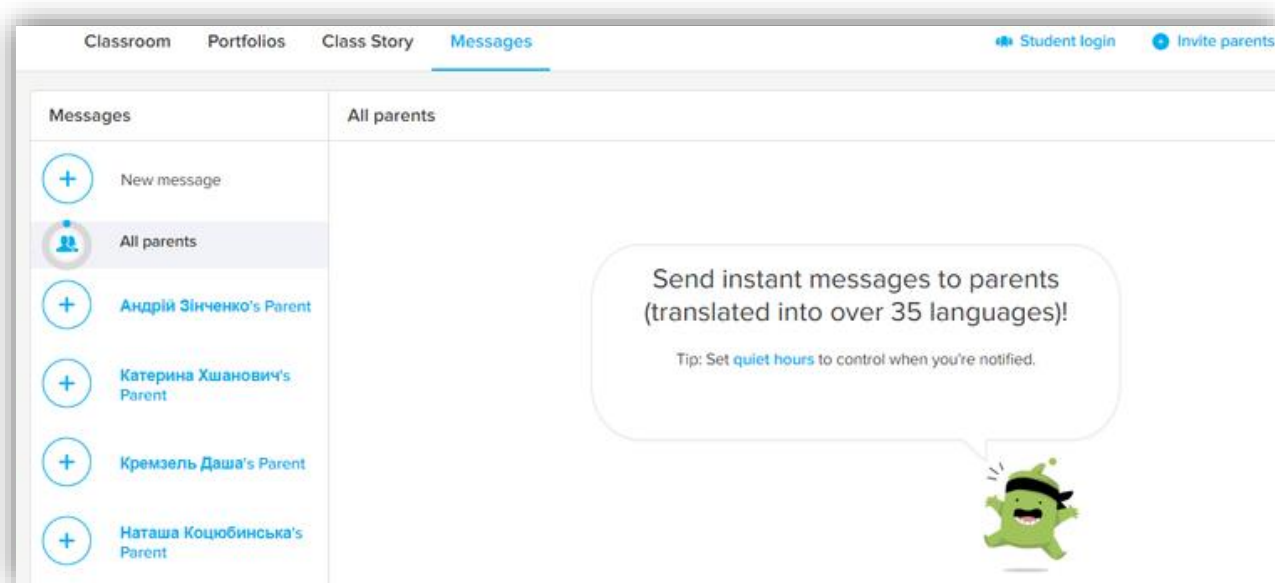 Classroom Portfolios Class Story Messages Student login Invite parents
Messages
All parents
New message
All parents
Андрій Зінченко's Parent
Катерина Хшанович's
Parent
Кремзель Даша's Parent
Наташа Коцюбинська's
Parent
Send instant messages to parents
(translated into over 35 languages)!
Tip: Set quiet hours to control when you're notified.